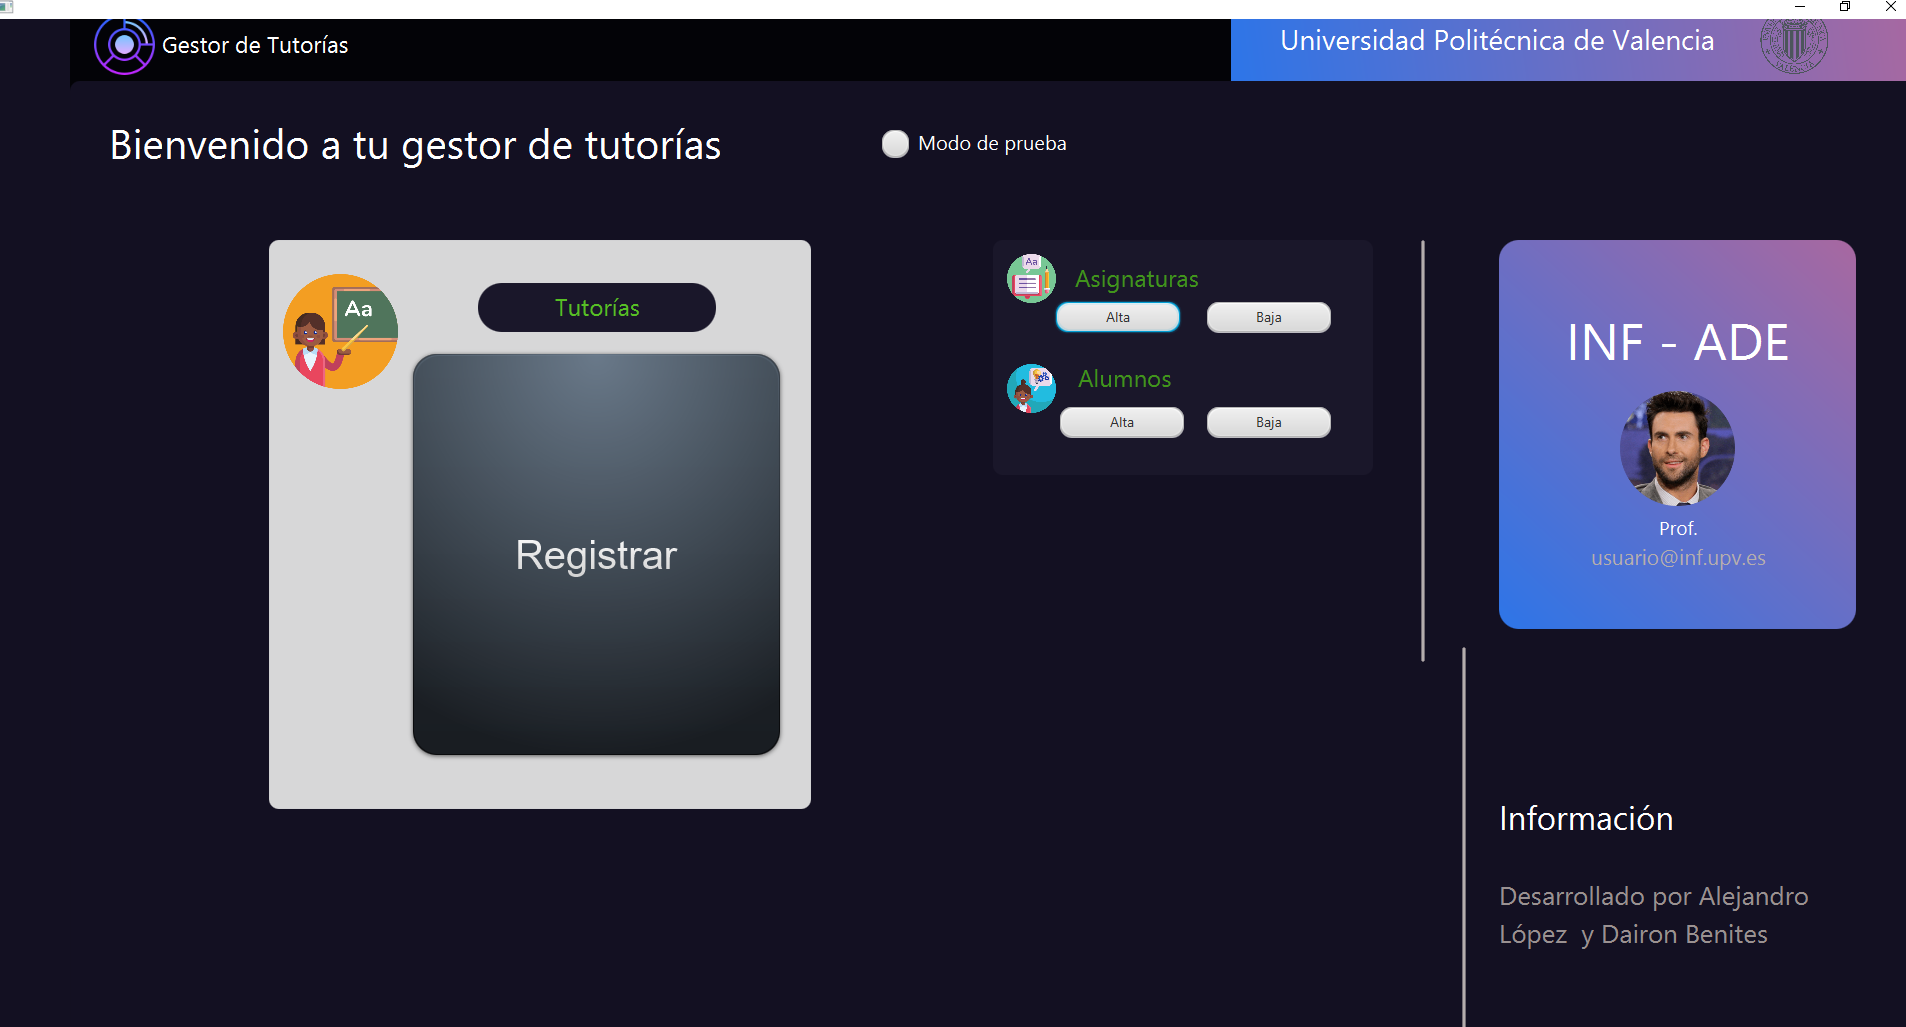 Gestor de Tutorías
Universidad Politécnica de Valencia
VALENCIA
Bienvenido a tu gestor de tutorías
Modo de prueba
Aa
Tutorías
Registrar
Aa
Asignaturas
Alta
Baja
Alumnos
Alta
Baja
INF - ADE
Prof.
usuario@inf.upv.es
Información
Desarrollado por Alejandro
López y Dairon Benites